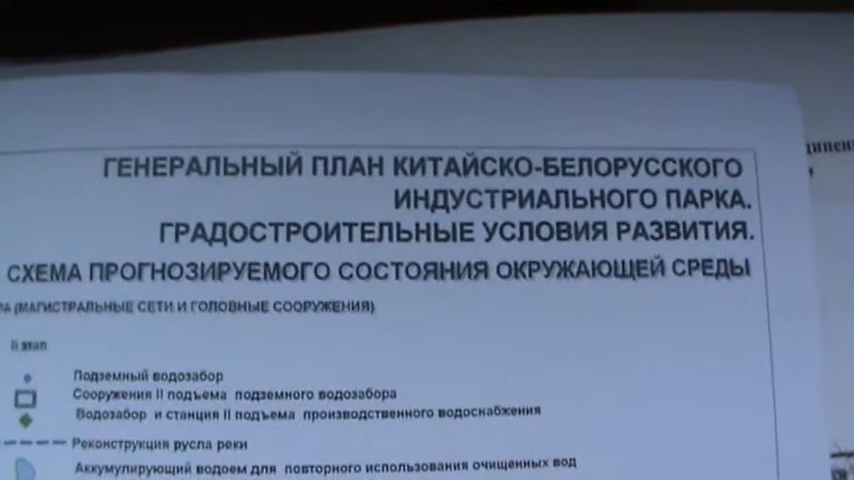 ГЕНЕРАЛЬНЫЙ ПЛАН КИТАЙСКО-БЕЛОРУССКОГО
ИНДУСТРИАЛЬНОГО ПАРКА.
ГРАДОСТРОИТЕЛЬНЫЕ УСЛОВИЯ РАЗВИТИЯ.
СХЕМА ПРОГНОЗИРУЕМОГО СОСТОЯНИЯ ОКРУЖАЮЩЕЙ СРЕДЫ
(МАГИСТРАЛЬНЫЕ СЕТИ И ГОЛОВНЫЕ СООРУЖЕНИЯ)
II этап
Подземный водозабор
Сооружения II подъема подземного водозабора
Водозабор и станция II подъема производственного водоснабжения
Реконструкция русла реки
Аккумулирующий водоем для повторного использования очищенных вод